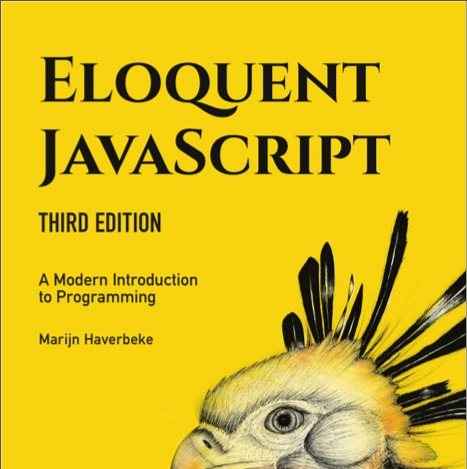 ELOQUENT
JAVASCRIPT
THIRD EDITION
A Modern Introduction
to Programming
Marijn Haverbeke